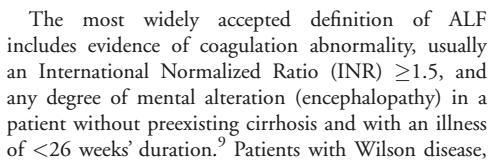 The most widely accepted definition of ALF
includes evidence of coagulation abnormality, usually
an International Normalized Ratio (INR) ≥1.5, and
any degree of mental alteration (encephalopathy) in a
patient without preexisting cirrhosis and with an illness
of <26 weeks' duration.9 Patients with Wilson disease,